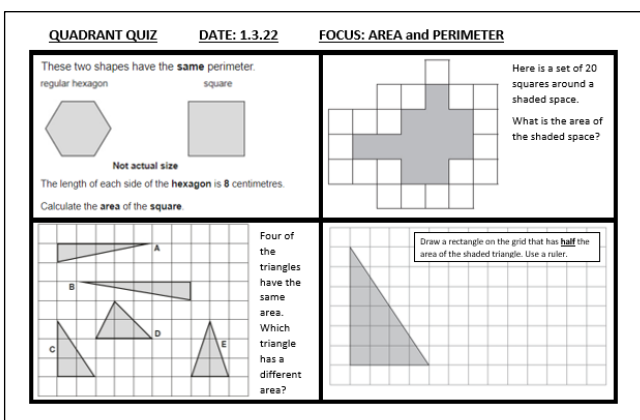 QUADRANT QUIZ DATE: 1.3.22 FOCUS: AREA and PERIMETER
These two shapes have the same perimeter.
regular hexagon square
Not actual size
The length of each side of the hexagon is 8 centimetres.
Calculate the area of the square.
Here is a set of 20
squares around a
shaded space.
What is the area of
the shaded space?
A
B
C
D
E
Four of
the
triangles
have the
same
area.
Which
triangle
has a
different
area?
Draw a rectangle on the grid that has half the
area of the shaded triangle. Use a ruler.